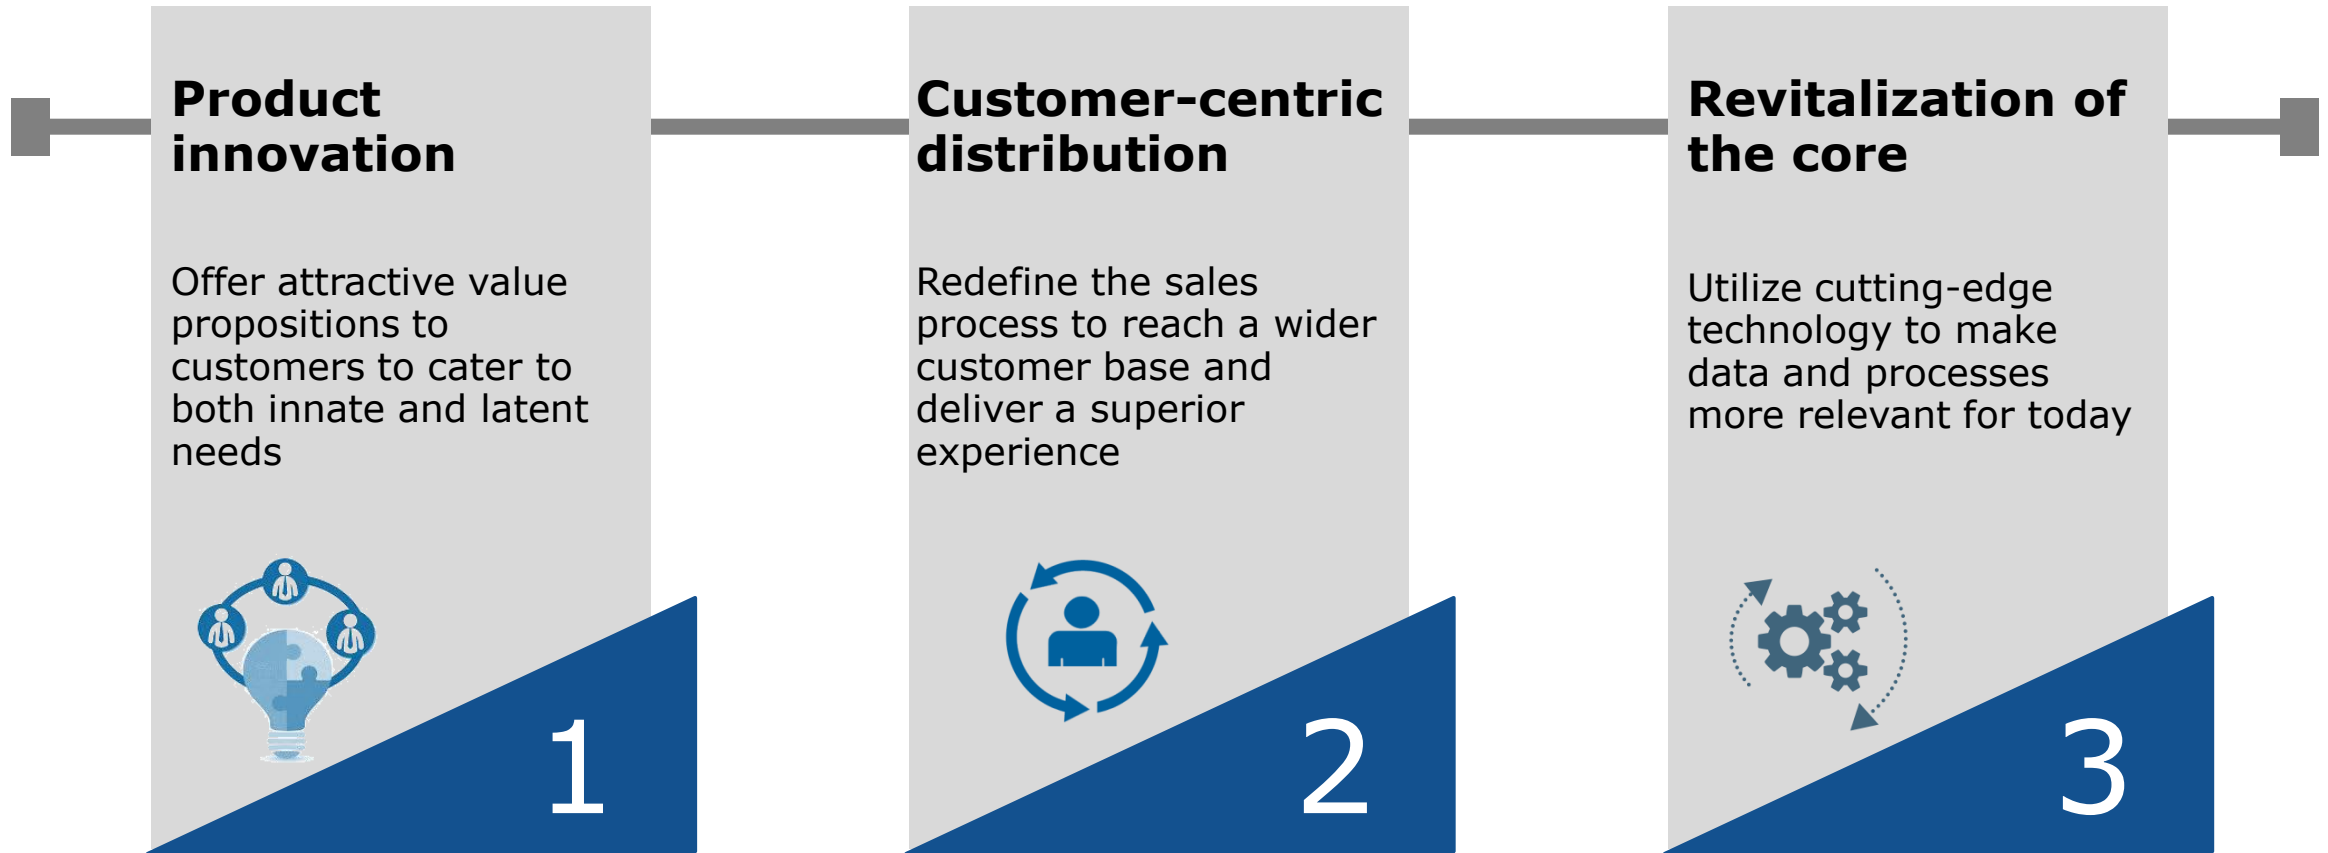 Product
innovation
Offer attractive value
propositions to
customers to cater to
both innate and latent
needs
1
Customer-centric
distribution
Redefine the sales
process to reach a wider
customer base and
deliver a superior
experience
2
Revitalization of
the core
Utilize cutting-edge
technology to make
data and processes
more relevant for today
3